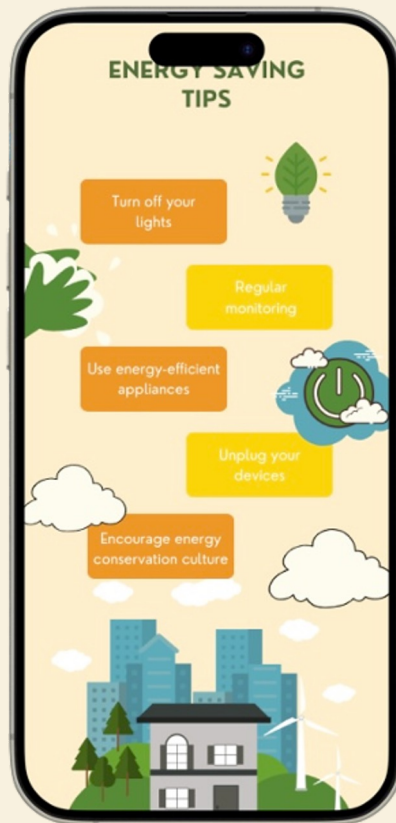 ENERGY SAVING
TIPS
Turn off your
lights
Regular
monitoring
Use energy-efficient
appliances
Unplug your
devices
Encourage energy
conservation culture